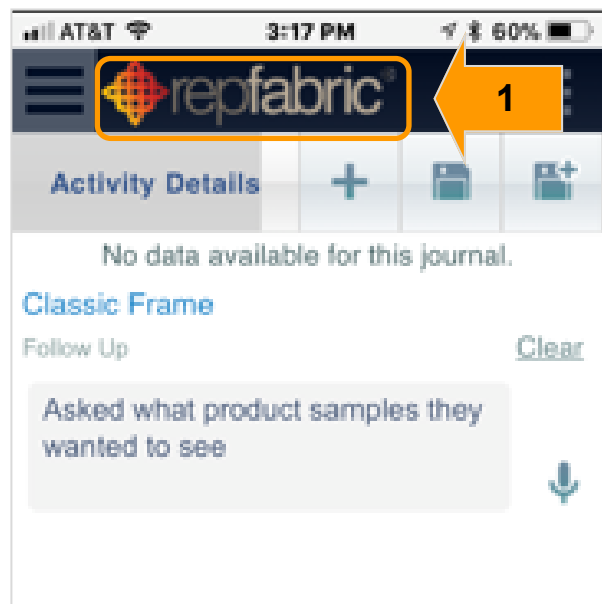 AT&T 3:17 PM 60%
repfabric® 1
Activity Details
No data available for this journal.
Classic Frame
Follow Up Clear
Asked what product samples they
wanted to see